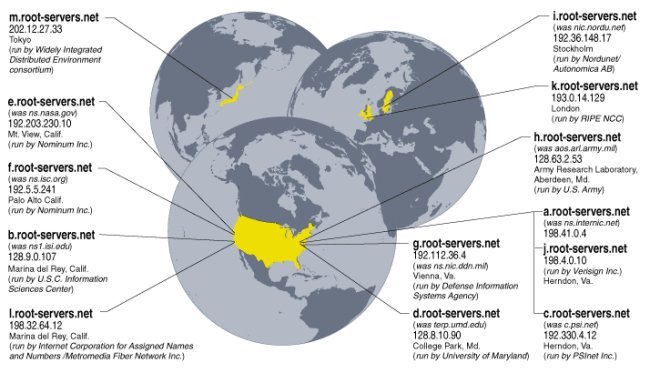 m.root-servers.net
202.12.27.33
Tokyo
(run by Widely Integrated
Distributed Environment
consortium)
e.root-servers.net
(was ns.nasa.gov)
192.203.230.10
Mt. View, Calif.
(run by Nominum Inc.)
f.root-servers.net
(was ns.isc.org)
192.5.5.241
Palo Alto Calif.
(run by Nominum Inc.)
b.root-servers.net
(was ns1.isi.edu)
128.9.0.107
Marina del Rey, Calif.
(run by U.S.C. Information
Sciences Center)
l.root-servers.net
198.32.64.12
Marina del Rey, Calif.
(run by Internet Corporation for Assigned Names
and Numbers /Metromedia Fiber Network Inc.)
i.root-servers.net
(was nic.nordu.net)
192.36.148.17
Stockholm
(run by Nordunet/
Autonomica AB)
k.root-servers.net
193.0.14.129
London
(run by RIPE NCC)
h.root-servers.net
(was aos.arl.army.mil)
128.63.2.53
Army Research Laboratory,
Aberdeen, Md.
(run by U.S. Army)
a.root-servers.net
(was ns.internic.net)
198.41.0.4
j.root-servers.net
198.4.0.10
(run by Verisign Inc.)
Herndon, Va.
g.root-servers.net
192.112.36.4
(was ns.nic.ddn.mil)
Vienna, Va.
(run by Defense Information
Systems Agency)
d.root-servers.net
(was terp.umd.edu)
128.8.10.90
College Park, Md.
(run by University of Maryland)
c.root-servers.net
(was c.psi.net)
192.330.4.12
Herndon, Va.
(run by PSInet Inc.)